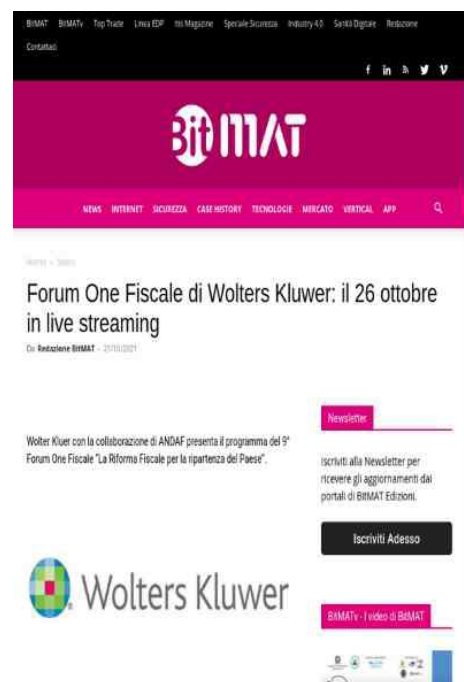 BitMAT BitMATv Top Trade Linea EDP Itis Magazine Speciale Sicurezza Industry 4.0 Sanità Digitale Redazione
Contattaci
BitMAT
NEWS INTERNET SICUREZZA CASE HISTORY TECNOLOGIE MERCATO VERTICAL APP
Home
Forum One Fiscale di Wolters Kluwer: il 26 ottobre
in live streaming
Da Redazione BitMAT -
Newsletter
Wolter Kluer con la collaborazione di ANDAF presenta il programma del 9°
Forum One Fiscale "La Riforma Fiscale per la ripartenza del Paese".
Iscriviti alla Newsletter per
ricevere gli aggiornamenti dai
portali di BitMAT Edizioni.
Iscriviti Adesso
Wolters Kluwer
BitMATv - I video di BitMAT